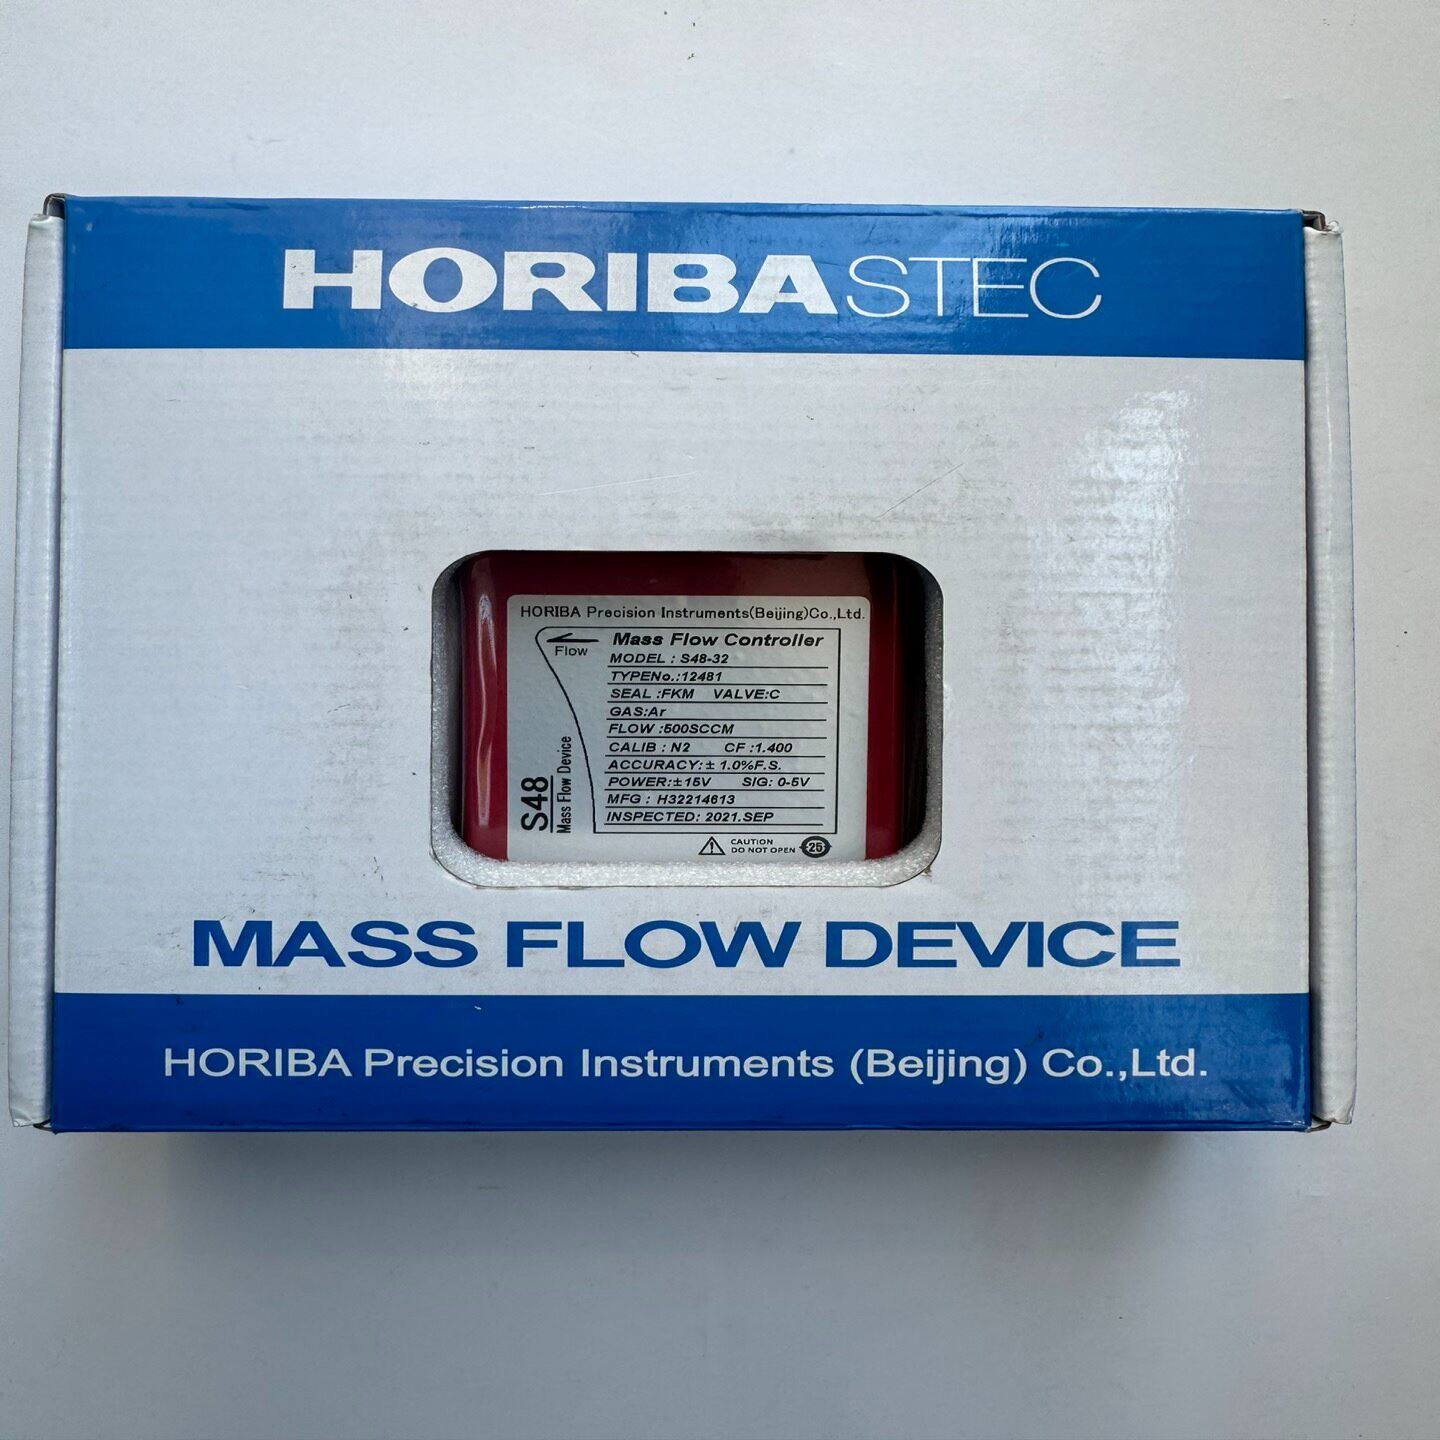 HORIBASTEC
HORIBA Precision Instruments(Beijing)Co.,Ltd.
Flow
Mass Flow Controller
MODEL : S48-32
TYPENo.:12481
SEAL :FKM VALVE:C
GAS:Ar
FLOW :500SCCM
CALIB : N2 CF :1.400
ACCURACY:± 1.0%F.S.
POWER:±15V SIG: 0-5V
MFG : H32214613
INSPECTED: 2021.SEP
S48
Mass Flow Device
CAUTION
DO NOT OPEN 25
MASS FLOW DEVICE
HORIBA Precision Instruments (Beijing) Co.,Ltd.